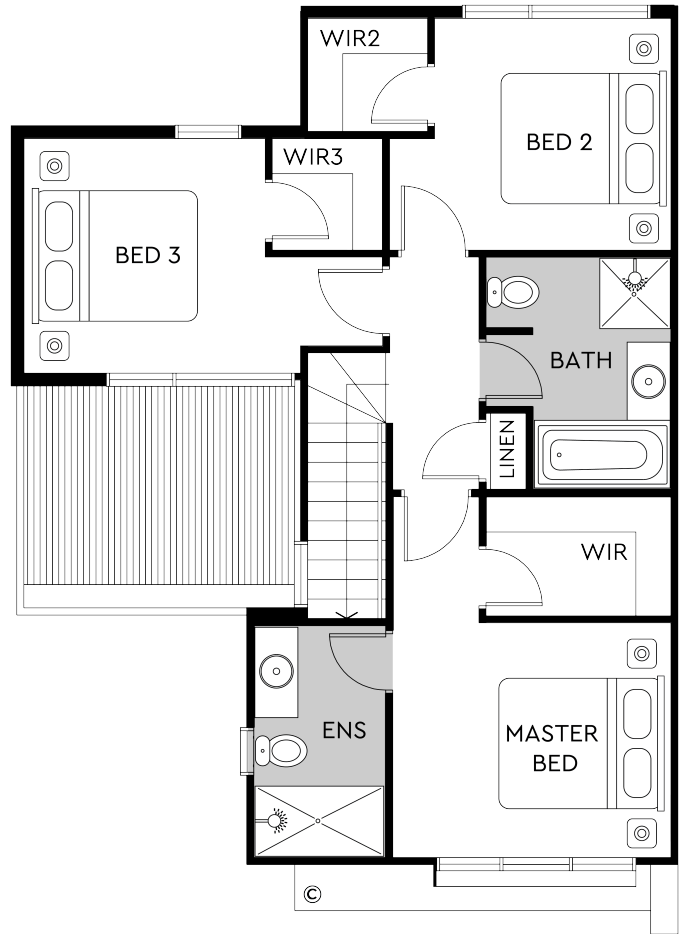 WIR2
BED 2
WIR3
BED 3
BATH
LINEN
WIR
ENS
MASTER
BED
©